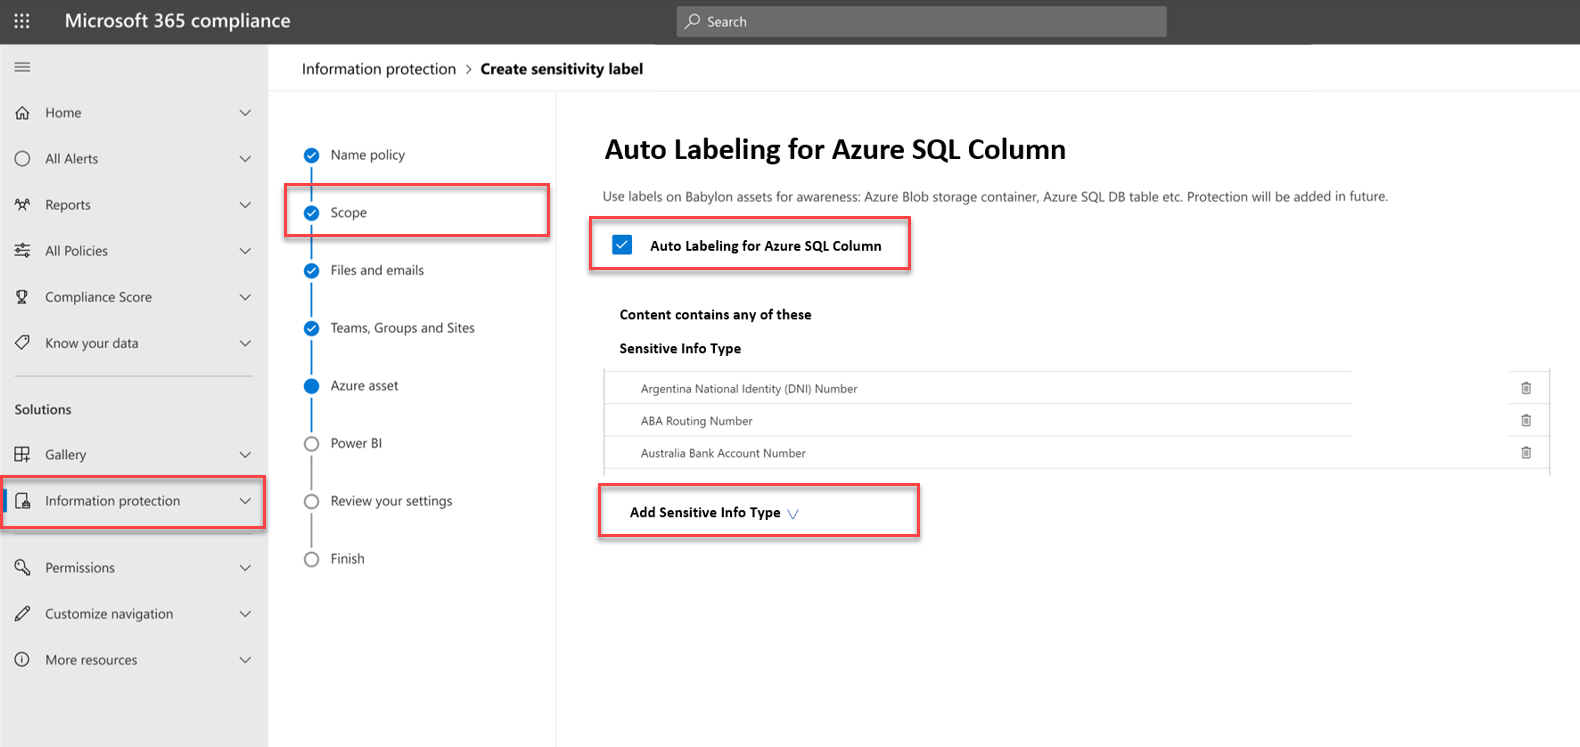 Microsoft 365 compliance
Search
Home
All Alerts
Reports
All Policies
Compliance Score
Know your data
Solutions
Gallery
Information protection
Permissions
Customize navigation
More resources
Information protection > Create sensitivity label
Name policy
Scope
Files and emails
Teams, Groups and Sites
Azure asset
Power BI
Review your settings
Finish
Auto Labeling for Azure SQL Column
Use labels on Babylon assets for awareness: Azure Blob storage container, Azure SQL DB table etc. Protection will be added in future.
Auto Labeling for Azure SQL Column
Content contains any of these
Sensitive Info Type
Argentina National Identity (DNI) Number
ABA Routing Number
Australia Bank Account Number
Add Sensitive Info Type